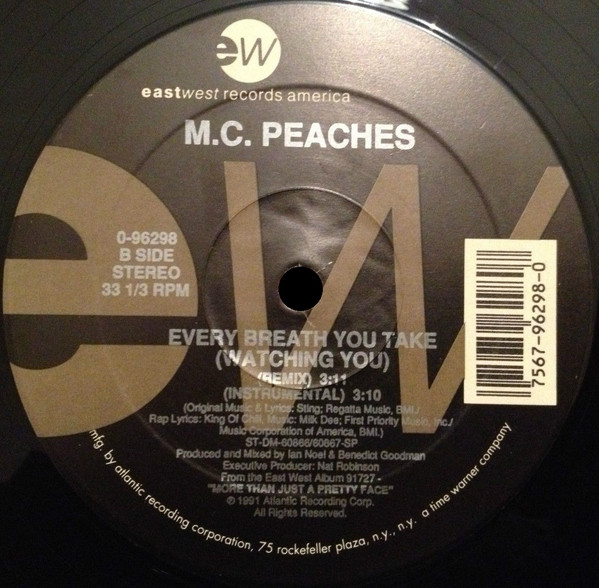 ew
eastwest records america
M.C. PEACHES
ew
0-96298
B SIDE
STEREO
33 1/3 RPM
EVERY BREATH YOU TAKE
(WATCHING YOU)
(REMIX) 3:11
(INSTRUMENTAL) 3:10
(Original Music & Lyrics: Sting; Regatta Music, BMI./
Rap Lyrics: King Of Chill, Music: Milk Dee; First Priority Music, Inc./
Music Corporation of America, BMI.)
ST-DM-60866/60867-SP
Produced and Mixed by Ian Noel & Benedict Goodman
Executive Producer: Nat Robinson
From the East West Album 91727 -
"MORE THAN JUST A PRETTY FACE"
© 1991 Atlantic Recording Corp.
All Rights Reserved.
7567-96298-0
mfg. by atlantic recording corporation, 75 rockefeller plaza, n.y., n.y. a time warner company